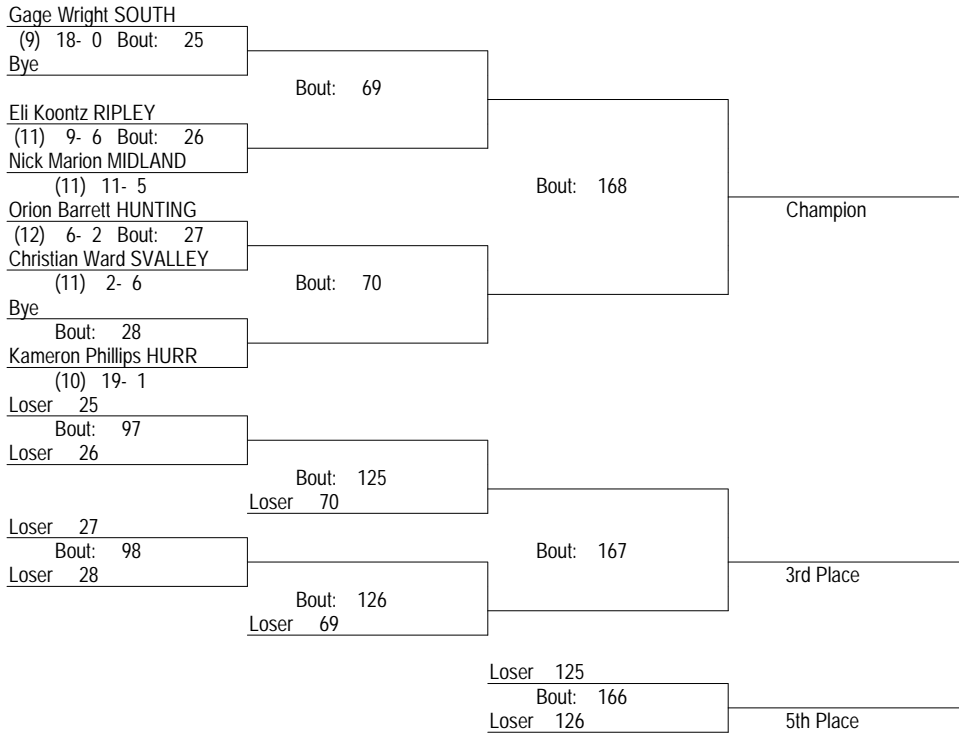 Gage Wright SOUTH
(9) 18- 0 Bout: 25
Bye
Bout: 69
Eli Koontz RIPLEY
(11) 9- 6 Bout: 26
Nick Marion MIDLAND
(11) 11- 5
Bout: 168
Orion Barrett HUNTING
Champion
(12) 6- 2 Bout: 27
Christian Ward SVALLEY
(11) 2- 6
Bout: 70
Bye
Bout: 28
Kameron Phillips HURR
(10) 19- 1
Loser 25
Bout: 97
Loser 26
Bout: 125
Loser 70
Loser 27
Bout: 98
Bout: 167
Loser 28
3rd Place
Bout: 126
Loser 69
Loser 125
Bout: 166
Loser 126
5th Place